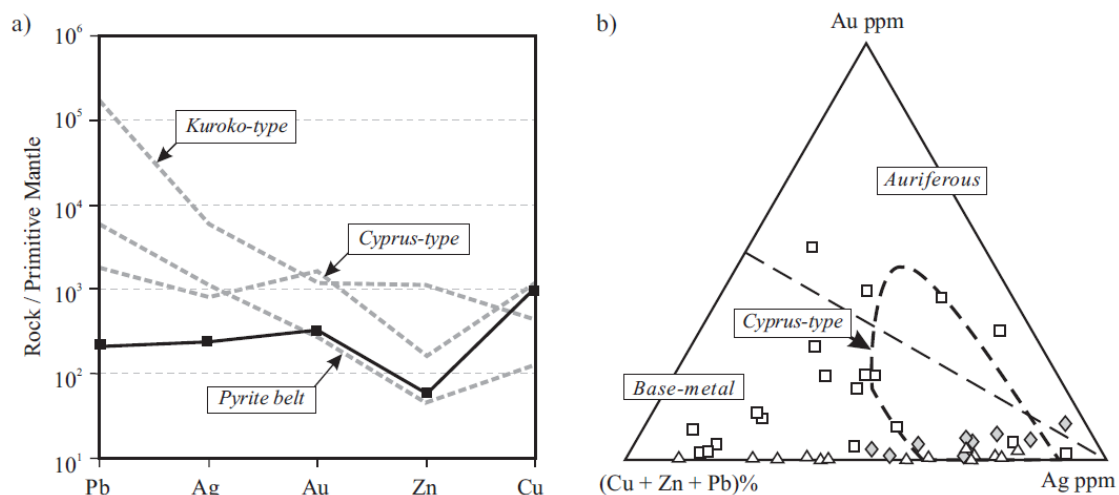 a)
10⁶
10⁵
10⁴
10³
10²
10¹
Rock / Primitive Mantle
Kuroko-type
Cyprus-type
Pyrite belt
Pb Ag Au Zn Cu
b)
Au ppm
Auriferous
Cyprus-type
Base-metal
(Cu + Zn + Pb)% Ag ppm